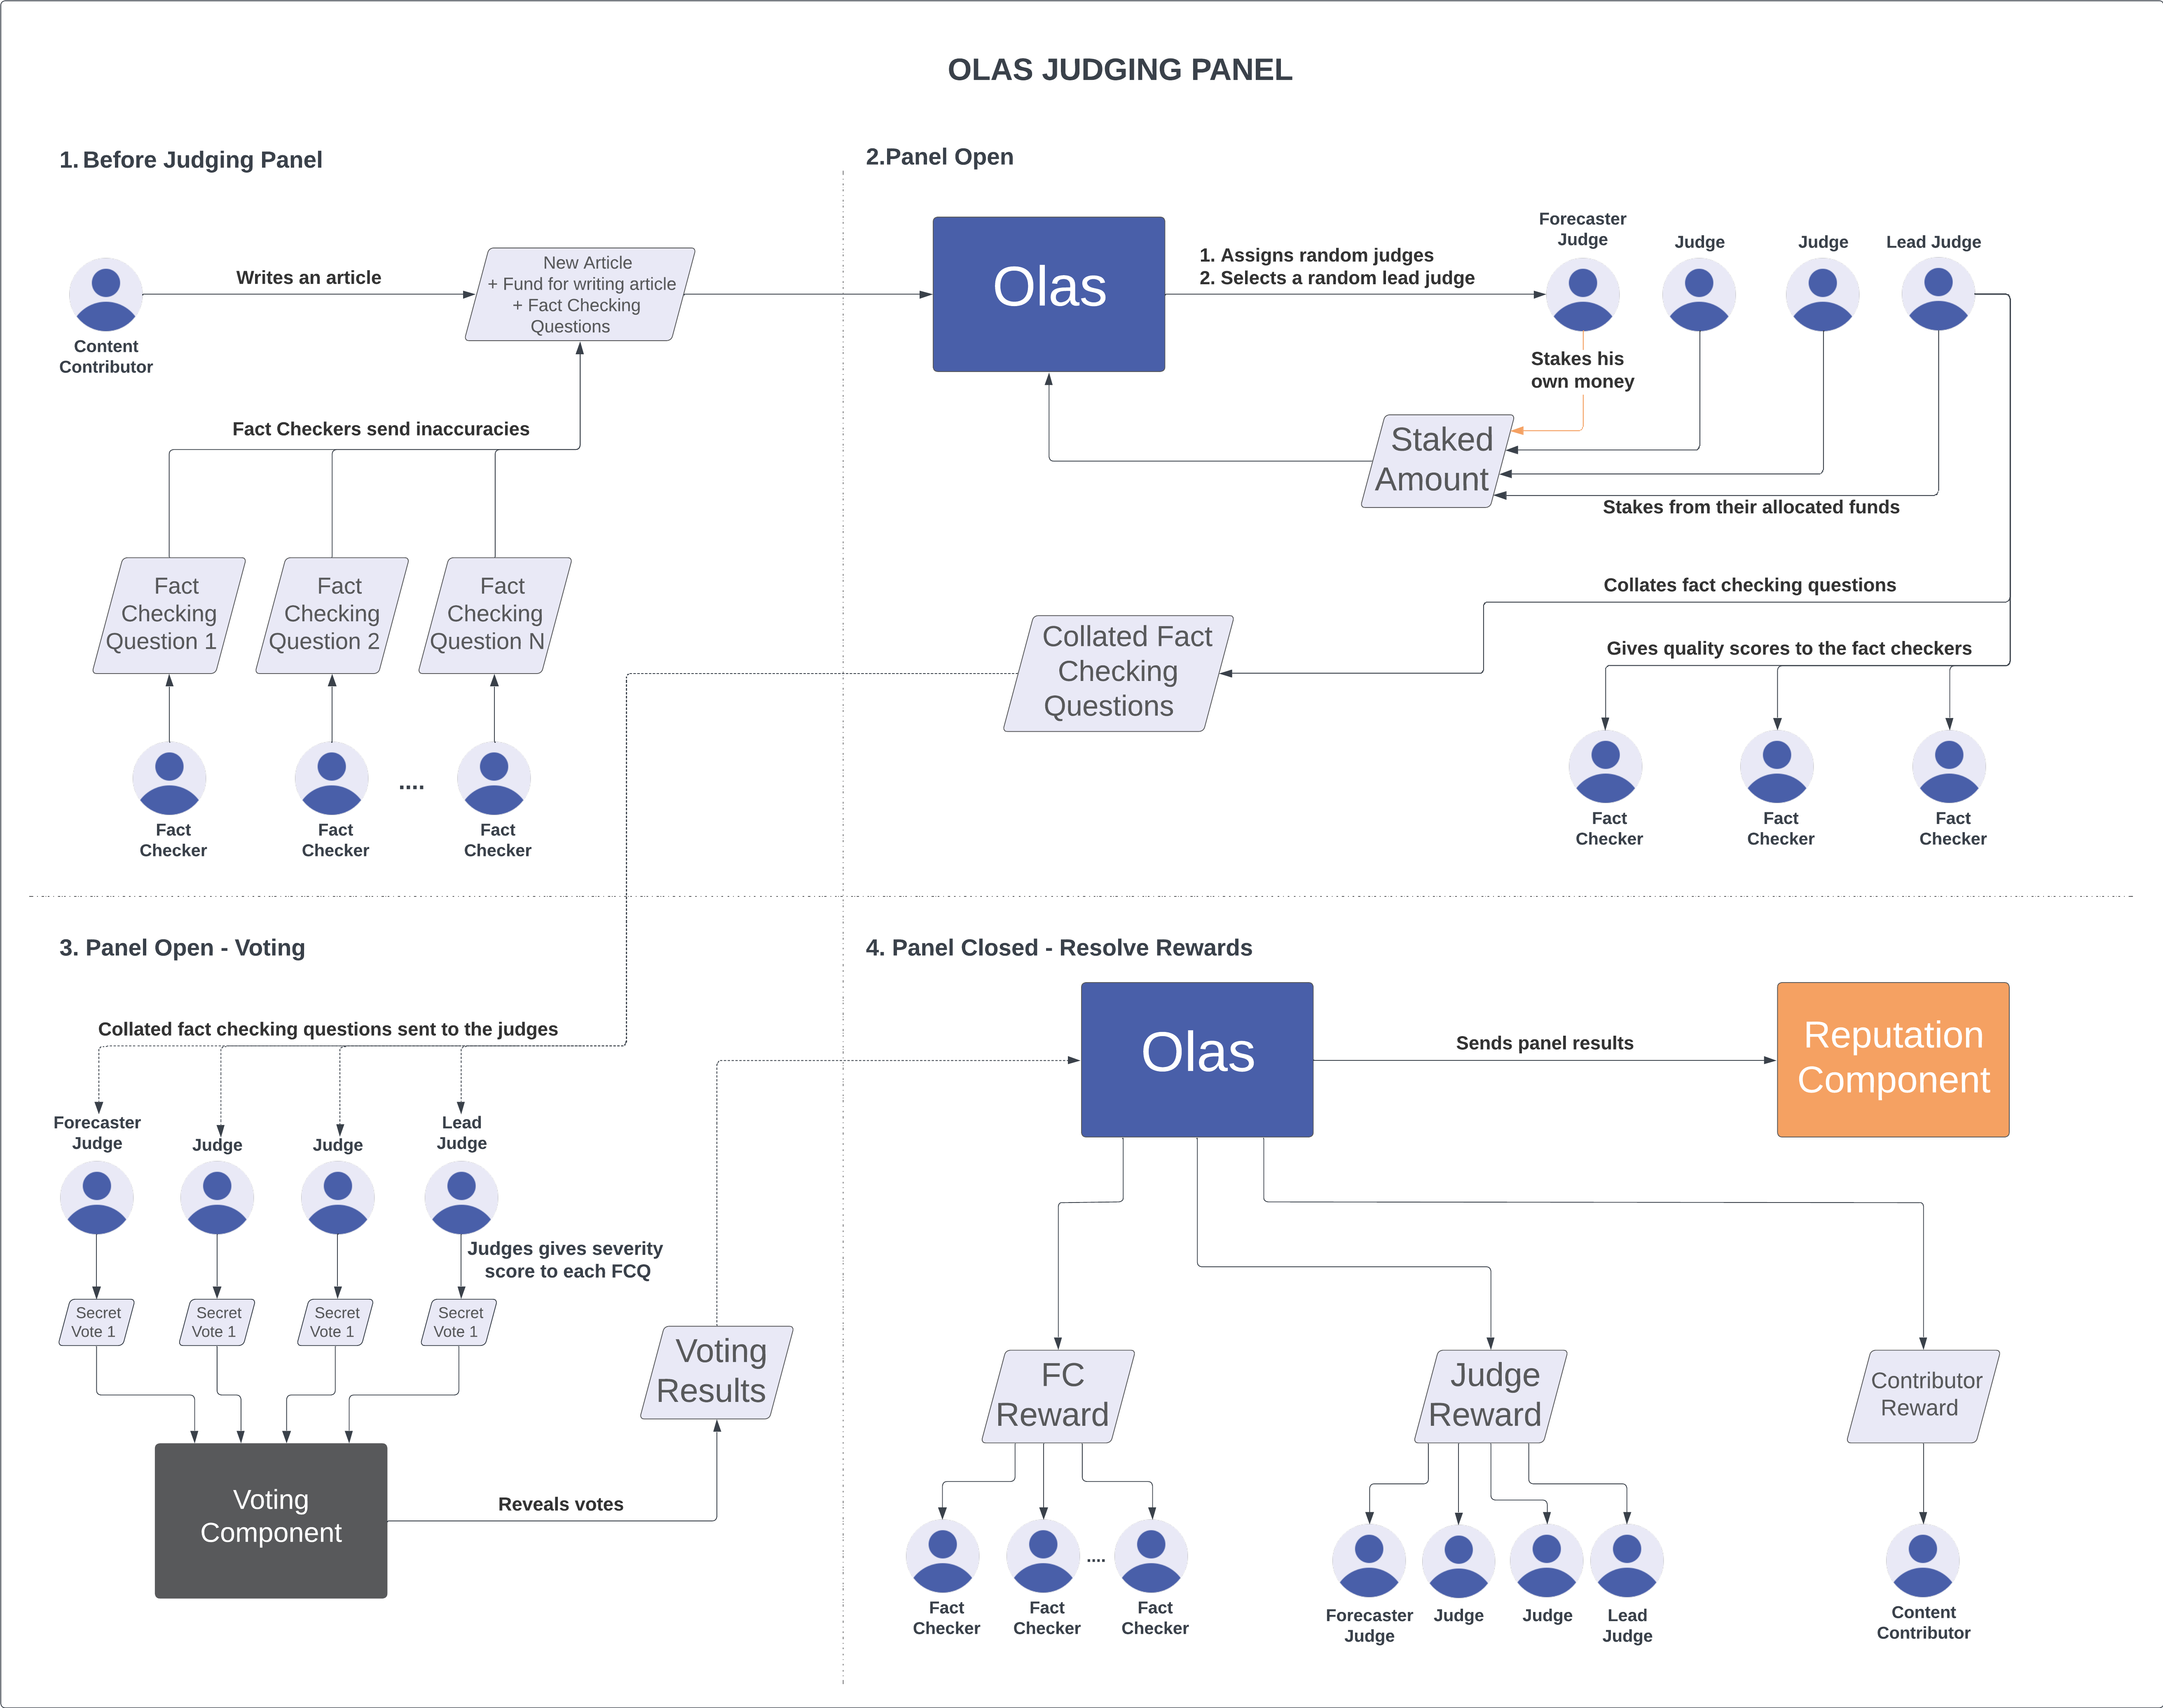 OLAS JUDGING PANEL
1. Before Judging Panel
Writes an article
New Article
+ Fund for writing article
+ Fact Checking
Questions
Content
Contributor
Fact Checkers send inaccuracies
Fact
Checking
Question 1
Fact
Checking
Question 2
Fact
Checking
Question N
....
Fact
Checker
Fact
Checker
Fact
Checker
2.Panel Open
Olas
1. Assigns random judges
2. Selects a random lead judge
Forecaster
Judge
Judge
Judge
Lead Judge
Stakes his
own money
Staked
Amount
Stakes from their allocated funds
Collates fact checking questions
Collated Fact
Checking
Questions
Gives quality scores to the fact checkers
Fact
Checker
Fact
Checker
Fact
Checker
3. Panel Open - Voting
Collated fact checking questions sent to the judges
Forecaster
Judge
Judge
Judge
Lead
Judge
Judges gives severity
score to each FCQ
Secret
Vote 1
Secret
Vote 1
Secret
Vote 1
Secret
Vote 1
Voting
Results
Voting
Component
Reveals votes
4. Panel Closed - Resolve Rewards
Olas
Sends panel results
Reputation
Component
FC
Reward
Judge
Reward
Contributor
Reward
....
Fact
Checker
Fact
Checker
Fact
Checker
Forecaster
Judge
Judge
Judge
Lead
Judge
Content
Contributor